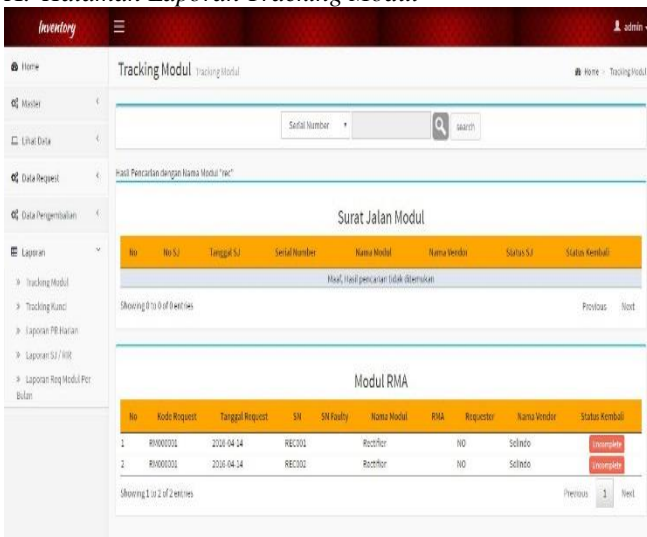 Inventory
admin
Home
Master
Lihat Data
Data Request
Data Pengembalian
Laporan
Tracking Modul
Tracking Kunci
Laporan PB Harian
Laporan SJ / RIR
Laporan Req Modul Per Bulan
Tracking Modul Tracking Modul
Home > Tracking Modul
Serial Number search
Hasil Pencarian dengan Nama Modul "rec"
Surat Jalan Modul
No No SJ Tanggal SJ Serial Number Nama Modul Nama Vendor Status SJ Status Kembali
Maaf, Hasil pencarian tidak ditemukan
Showing 0 to 0 of 0 entries
Previous Next
Modul RMA
No Kode Request Tanggal Request SN SN Faulty Nama Modul RMA Requestor Nama Vendor Status Kembali
1 RM000001 2016-04-14 REC001 Rectifier NO Selindo Uncomplete
2 RM000001 2016-04-14 REC002 Rectifier NO Selindo Uncomplete
Showing 1 to 2 of 2 entries
Previous 1 Next